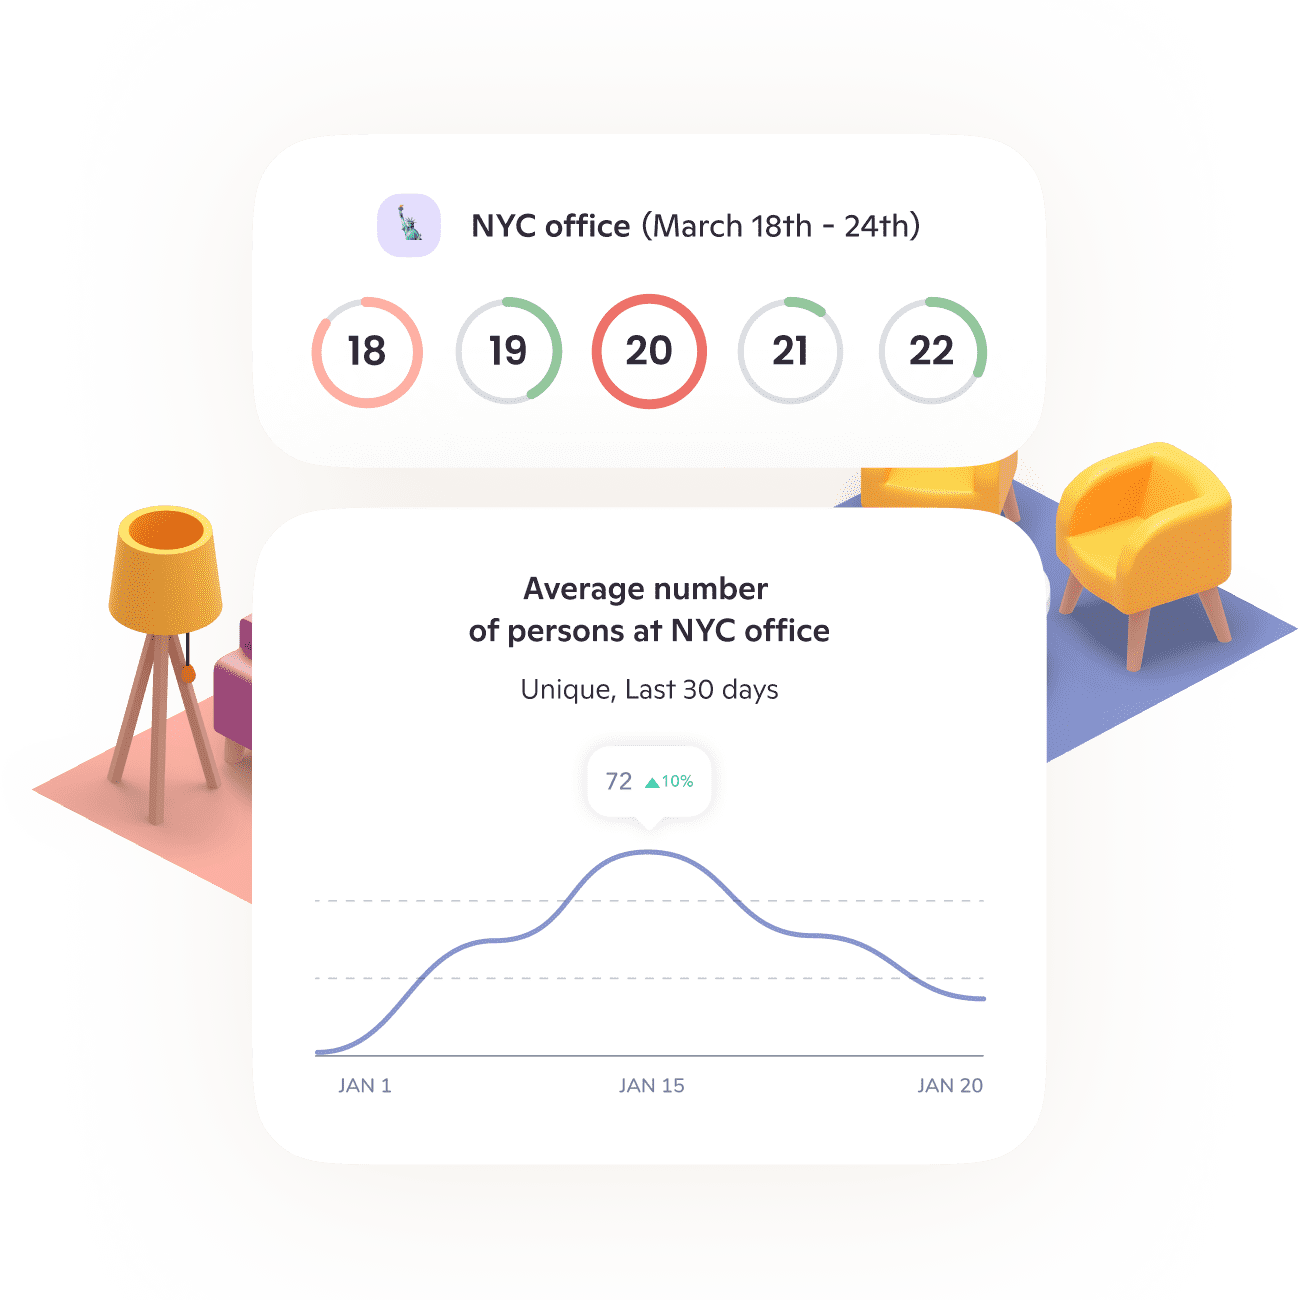 NYC office (March 18th - 24th)
18 19 20 21 22
Average number
of persons at NYC office
Unique, Last 30 days
72 ▲10%
JAN 1 JAN 15 JAN 20